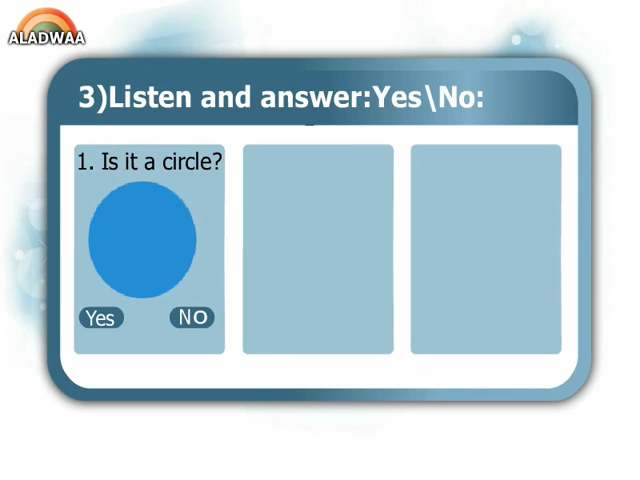 ALADWAA
3)Listen and answer:Yes\No:
1. Is it a circle?
Yes
NO